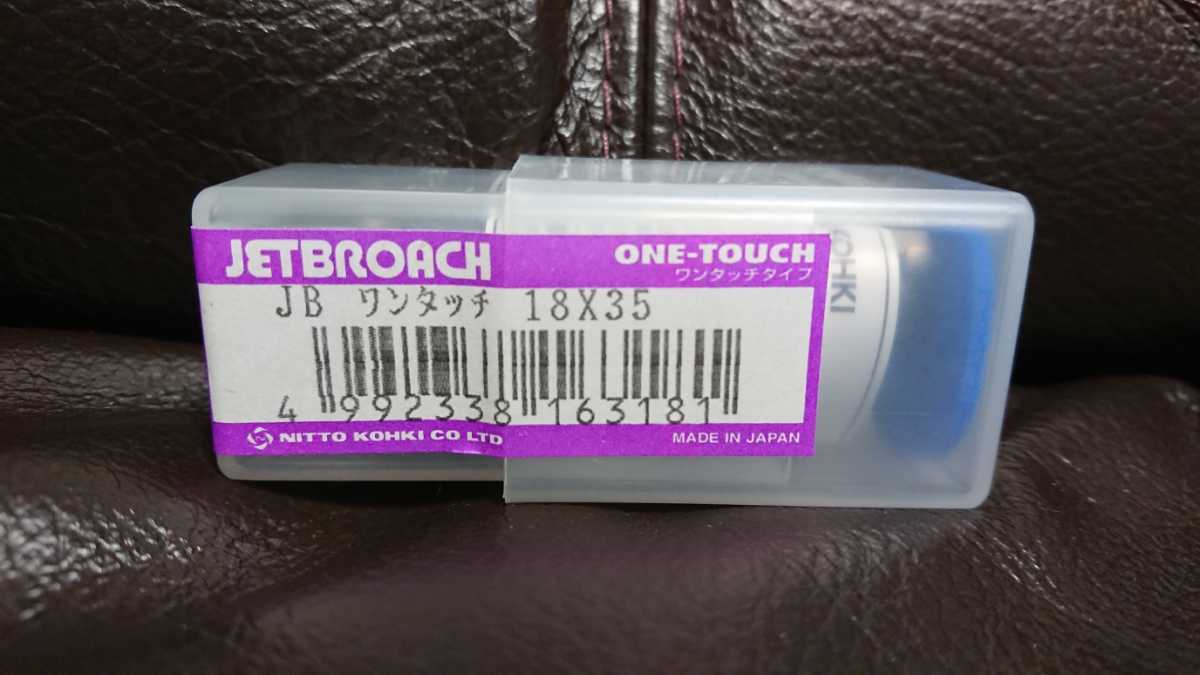 JETBROACH
ONE-TOUCH
ワンタッチタイプ
JB ワンタッチ 18X35
4 992338 163181
NITTO KOHKI CO LTD
MADE IN JAPAN
OHKI